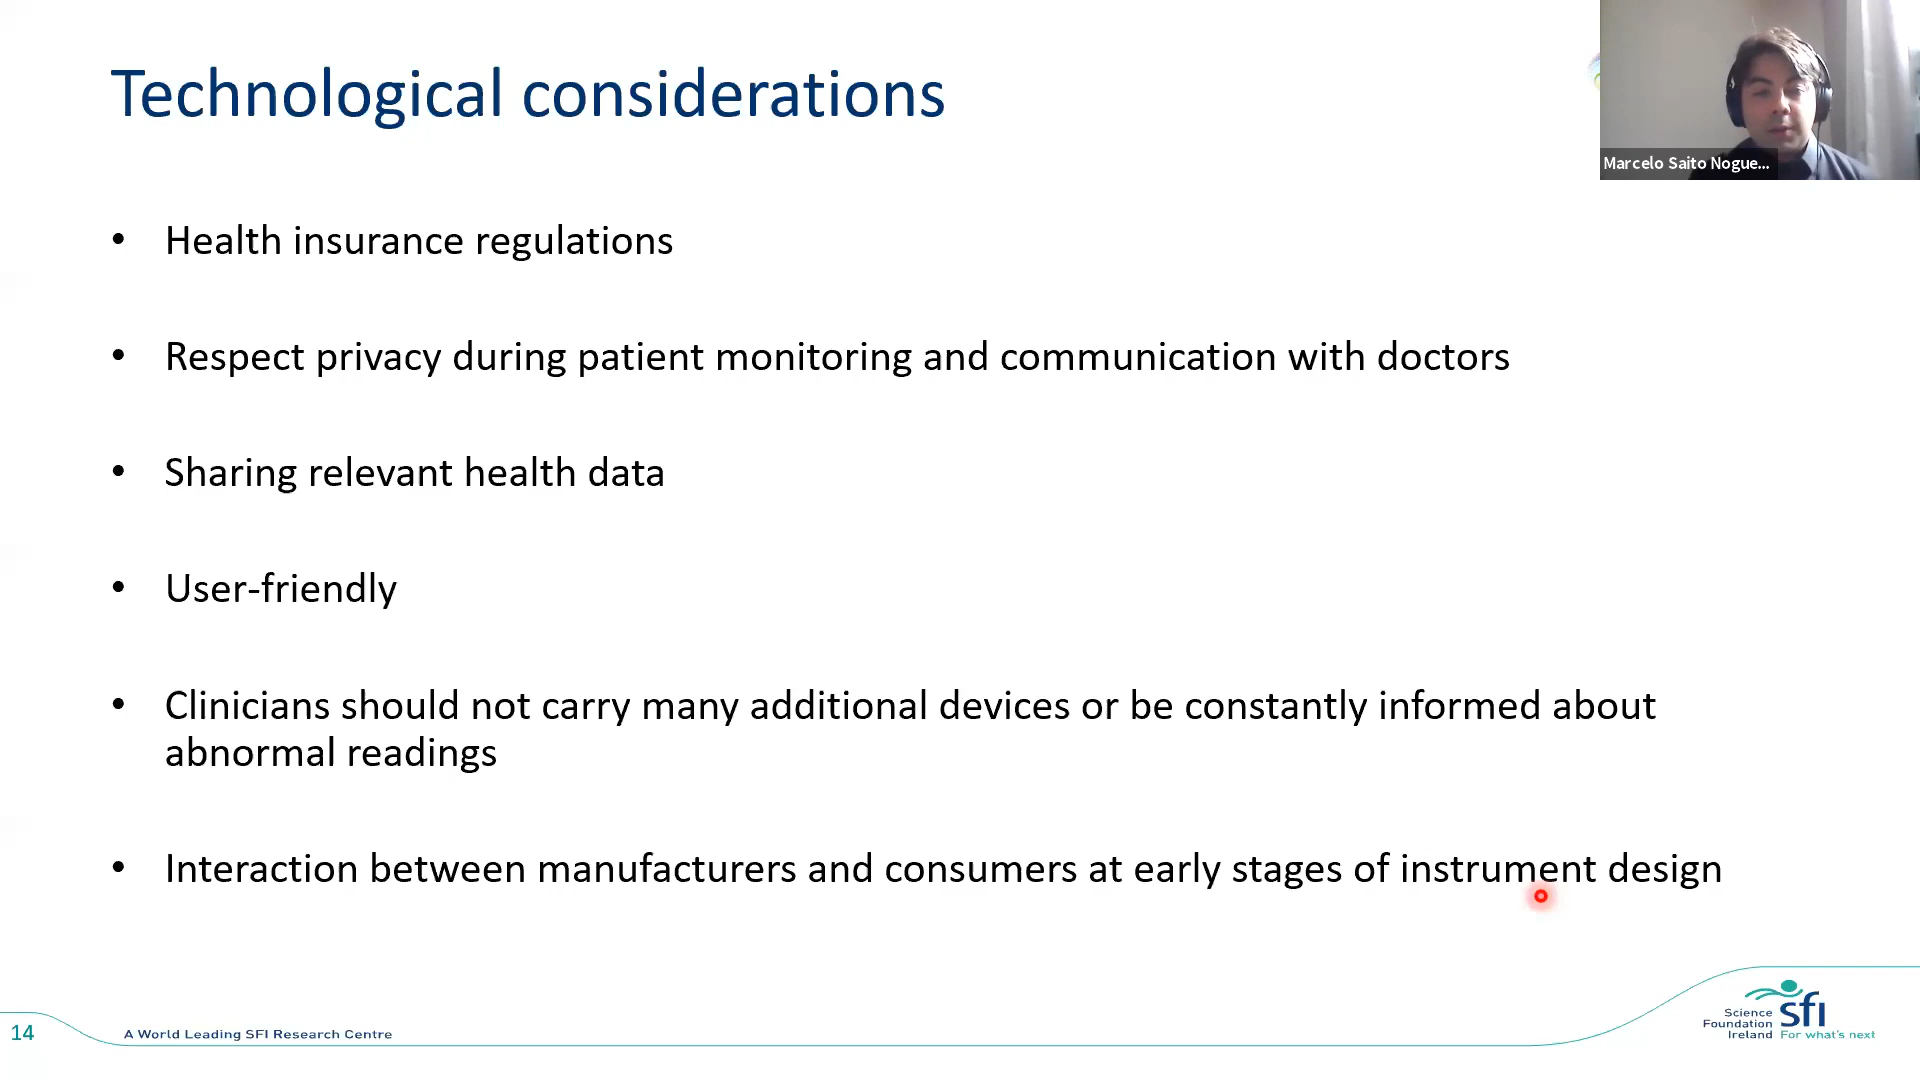 Technological considerations
Marcelo Saito Nogue...
• Health insurance regulations
• Respect privacy during patient monitoring and communication with doctors
• Sharing relevant health data
• User-friendly
• Clinicians should not carry many additional devices or be constantly informed about
abnormal readings
• Interaction between manufacturers and consumers at early stages of instrument design
14
A World Leading SFI Research Centre
Science
Foundation
Ireland
sfi
For what's next